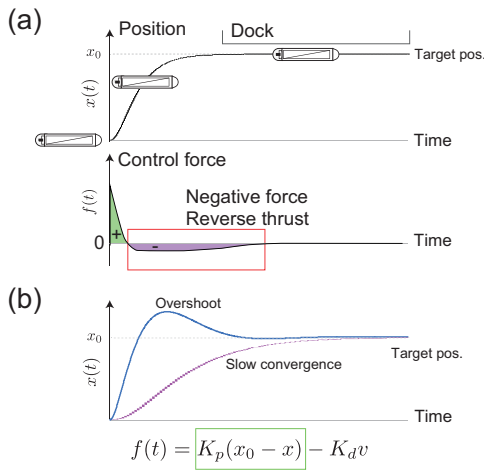 (a)
Position
Dock
x₀
Target pos.
x(t)
Time
Control force
f(t)
Negative force
Reverse thrust
+
-
0
Time
(b)
Overshoot
x₀
Slow convergence
Target pos.
x(t)
Time
f(t) = Kₚ(x₀ − x) − K_d v